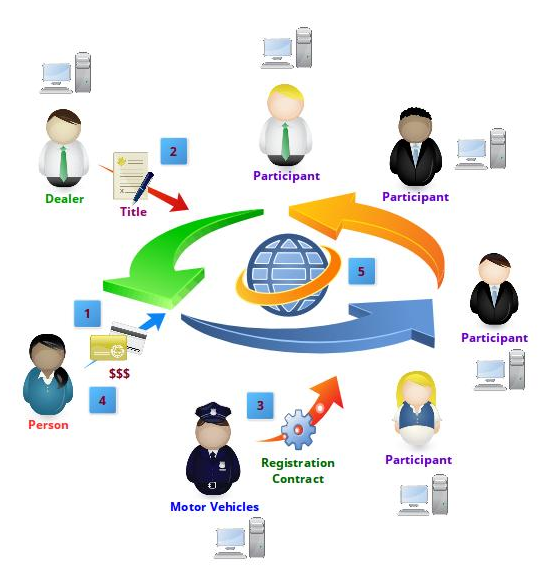 2
Participant
Dealer
Title
Participant
5
1
Participant
$$$
4
3
Person
Registration
Contract
Participant
Motor Vehicles